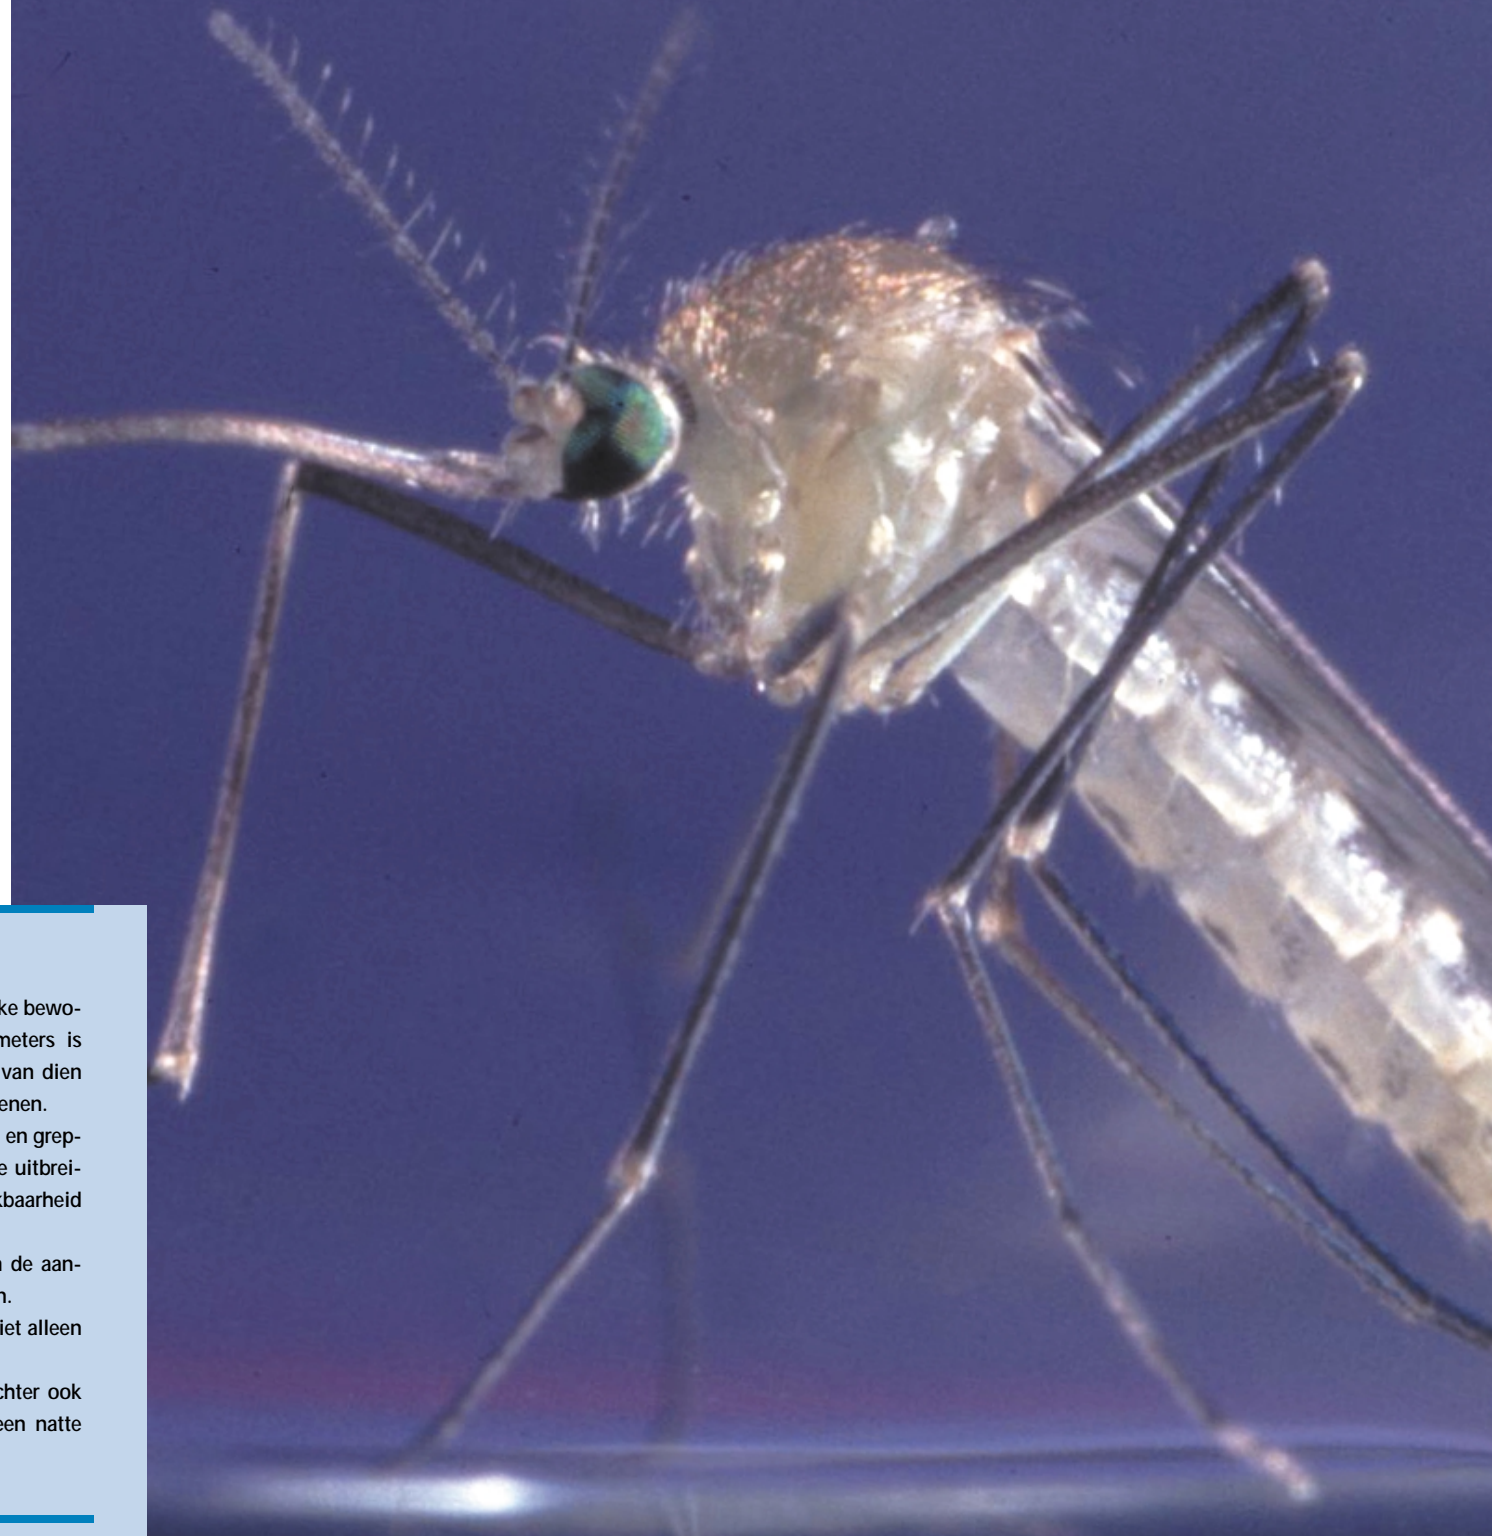 ke bewo-
meters is
van dien
enen.
en grep-
e uitbrei-
kbaarheid
n de aan-
n.
iet alleen
chter ook
een natte